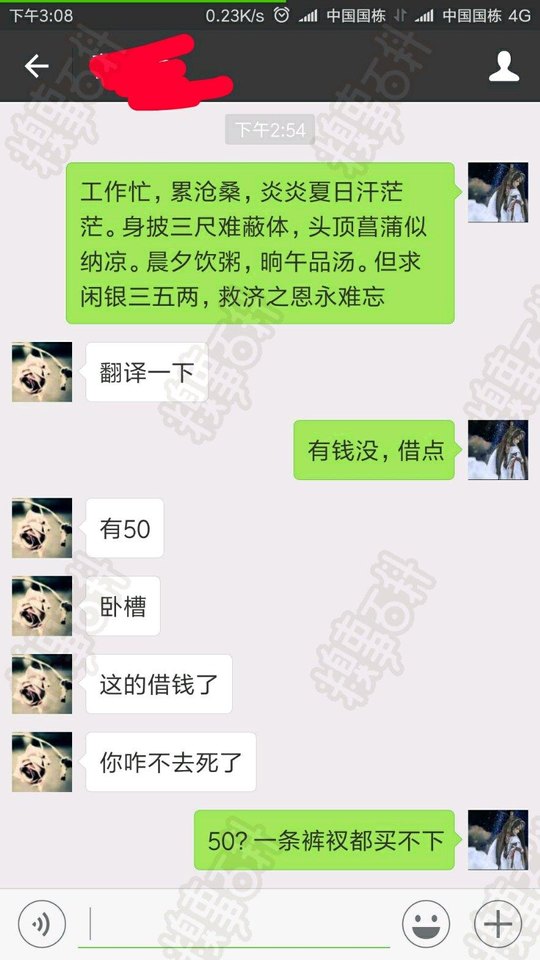 下午3:08
0.23K/s
中国国栋
中国国栋 4G
下午2:54
工作忙，累沧桑，炎炎夏日汗茫
茫。身披三尺难蔽体，头顶菖蒲似
纳凉。晨夕饮粥，晌午品汤。但求
闲银三五两，救济之恩永难忘
翻译一下
有钱没，借点
有50
卧槽
这的借钱了
你咋不去死了
50? 一条裤衩都买不下
糗事百科